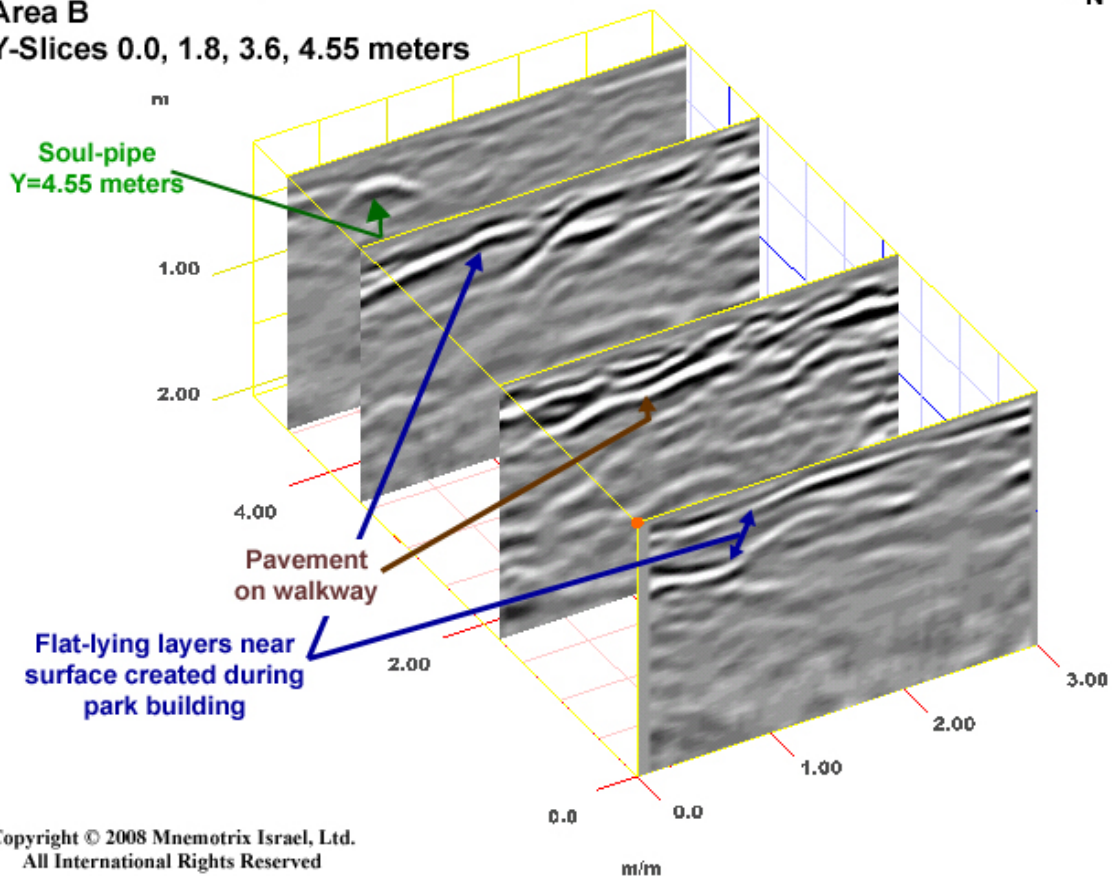 Area B
Y-Slices 0.0, 1.8, 3.6, 4.55 meters
N
m
Soul-pipe
Y=4.55 meters
1.00
2.00
4.00
Pavement
on walkway
Flat-lying layers near
surface created during
park building
2.00
3.00
2.00
1.00
0.0
0.0
m/m
Copyright © 2008 Mnemotrix Israel, Ltd.
All International Rights Reserved